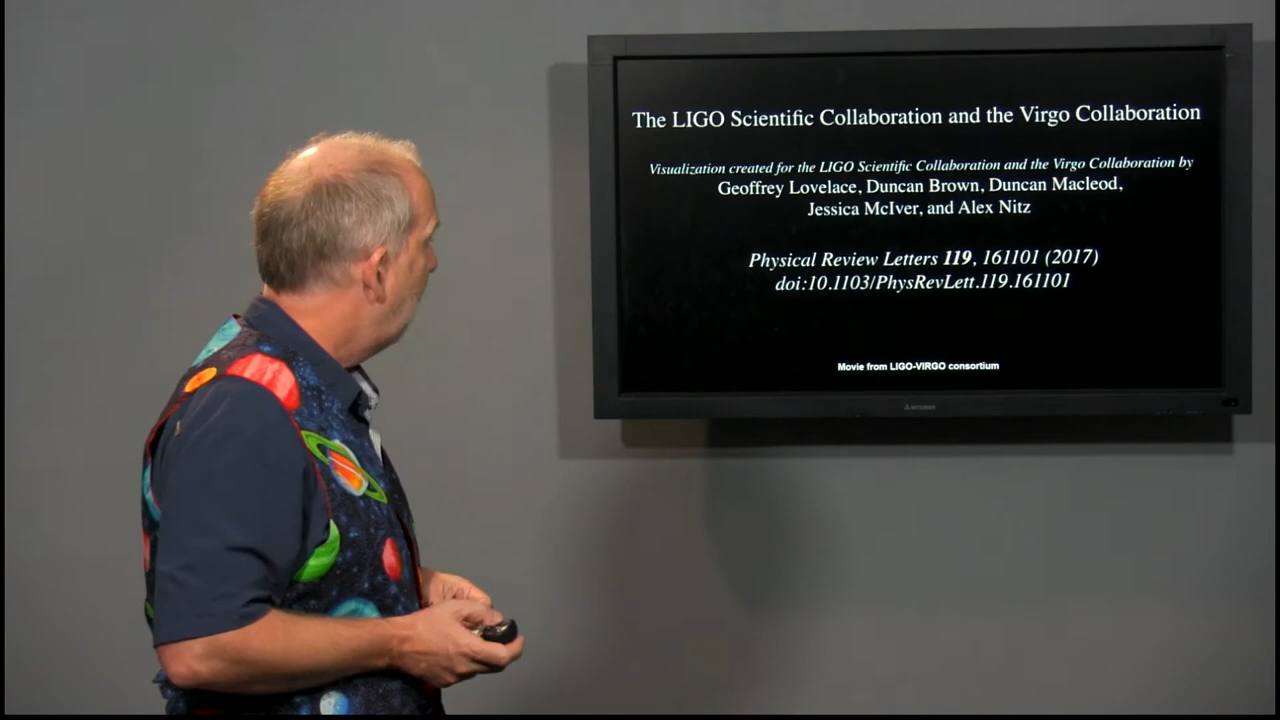 The LIGO Scientific Collaboration and the Virgo Collaboration
Visualization created for the LIGO Scientific Collaboration and the Virgo Collaboration by
Geoffrey Lovelace, Duncan Brown, Duncan Macleod,
Jessica McIver, and Alex Nitz
Physical Review Letters 119, 161101 (2017)
doi:10.1103/PhysRevLett.119.161101
Movie from LIGO-VIRGO consortium